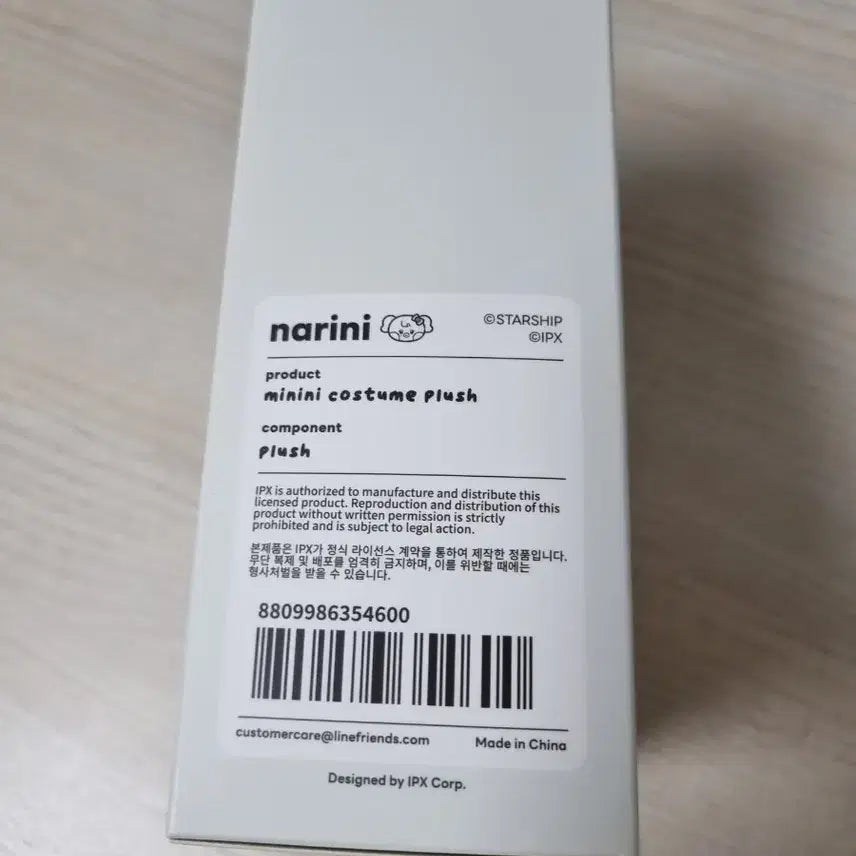 narini
©STARSHIP
©IPX
product
minini costume plush
component
plush
IPX is authorized to manufacture and distribute this
licensed product. Reproduction and distribution of this
product without written permission is strictly
prohibited and is subject to legal action.
본제품은 IPX가 정식 라이선스 계약을 통하여 제작한 정품입니다.
무단 복제 및 배포를 엄격히 금지하며, 이를 위반할 때에는
형사처벌을 받을 수 있습니다.
8809986354600
customercare@linefriends.com
Made in China
Designed by IPX Corp.